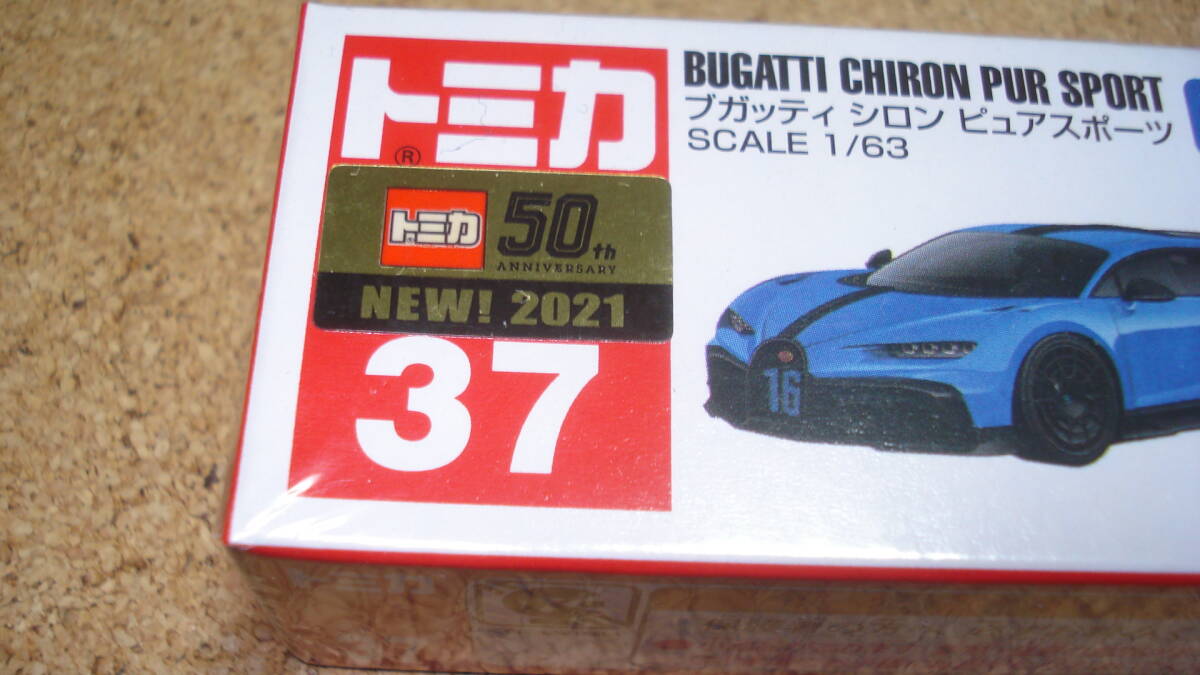 トミカ
®
トミカ
50th
ANNIVERSARY
NEW! 2021
37
BUGATTI CHIRON PUR SPORT
ブガッティ シロン ピュアスポーツ
SCALE 1/63
16